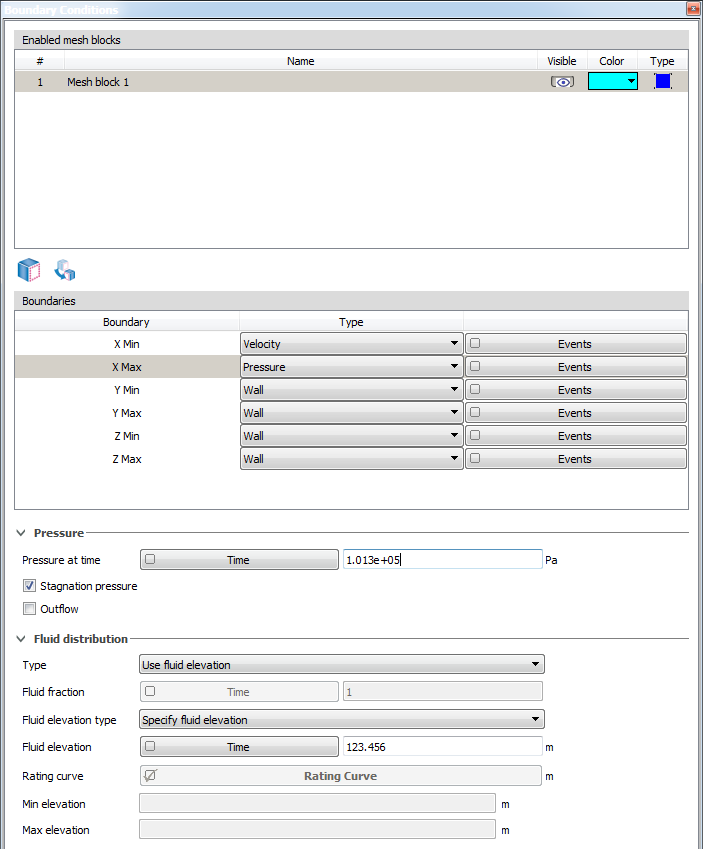 Boundary Conditions
Enabled mesh blocks
# Name Visible Color Type
1 Mesh block 1
Boundaries
Boundary Type
X Min Velocity Events
X Max Pressure Events
Y Min Wall Events
Y Max Wall Events
Z Min Wall Events
Z Max Wall Events
Pressure
Pressure at time Time 1.013e+05 Pa
Stagnation pressure
Outflow
Fluid distribution
Type Use fluid elevation
Fluid fraction Time 1
Fluid elevation type Specify fluid elevation
Fluid elevation Time 123.456 m
Rating curve Rating Curve m
Min elevation m
Max elevation m